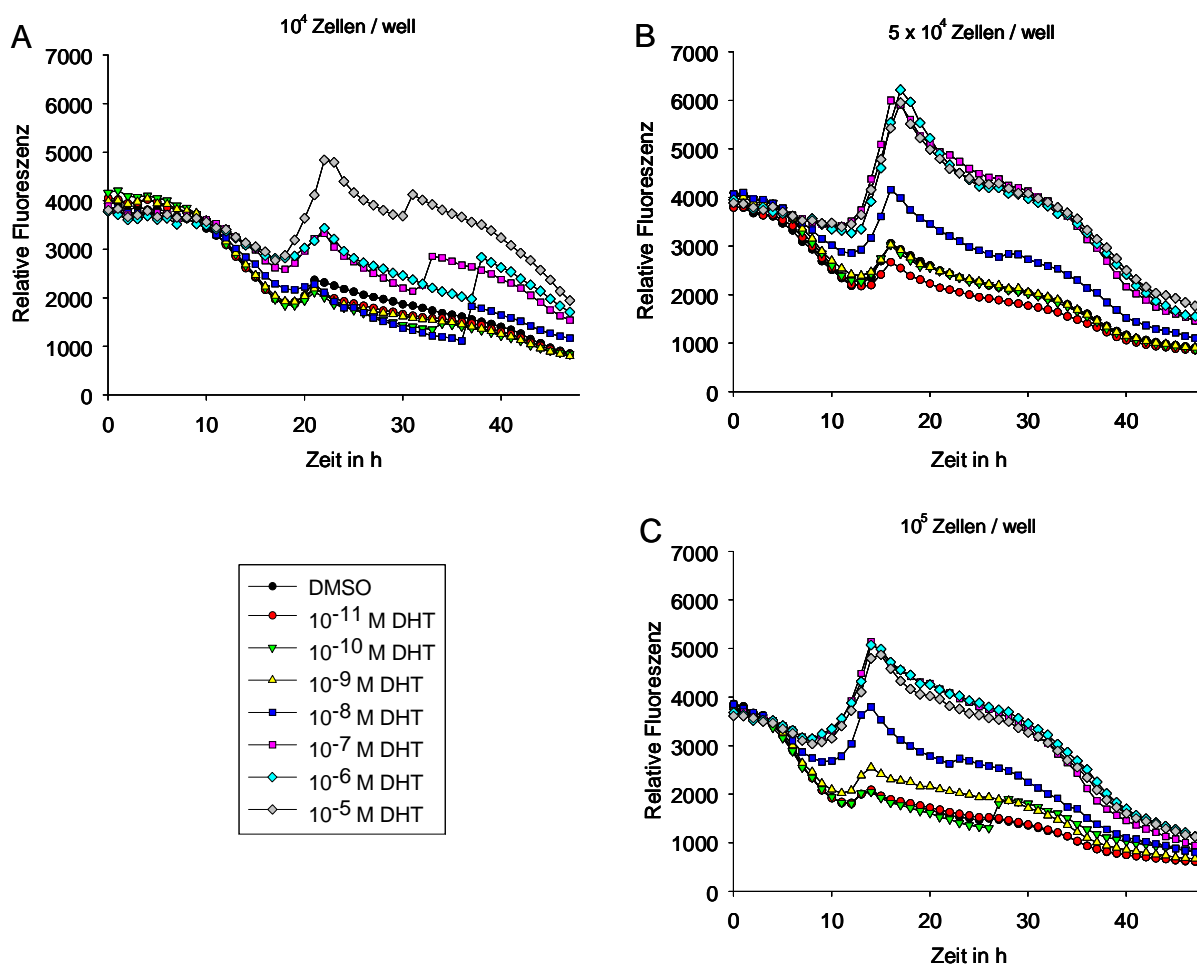 A
10⁴ Zellen / well
7000
6000
5000
4000
3000
2000
1000
0
Relative Fluoreszenz
0 10 20 30 40
Zeit in h
B
5 x 10⁴ Zellen / well
7000
6000
5000
4000
3000
2000
1000
0
Relative Fluoreszenz
0 10 20 30 40
Zeit in h
DMSO
10⁻¹¹ M DHT
10⁻¹⁰ M DHT
10⁻⁹ M DHT
10⁻⁸ M DHT
10⁻⁷ M DHT
10⁻⁶ M DHT
10⁻⁵ M DHT
C
10⁵ Zellen / well
7000
6000
5000
4000
3000
2000
1000
0
Relative Fluoreszenz
0 10 20 30 40
Zeit in h